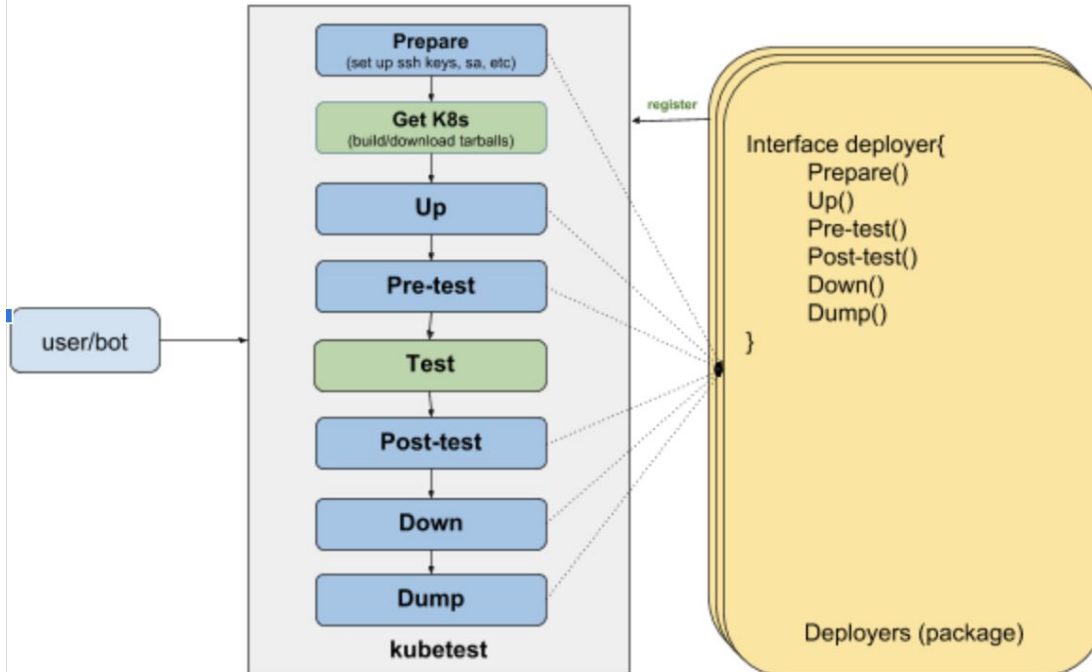 Prepare
(set up ssh keys, sa, etc)
Get K8s
(build/download tarballs)
Up
Pre-test
Test
Post-test
Down
Dump
kubetest
user/bot
register
Interface deployer{
Prepare()
Up()
Pre-test()
Post-test()
Down()
Dump()
}
Deployers (package)